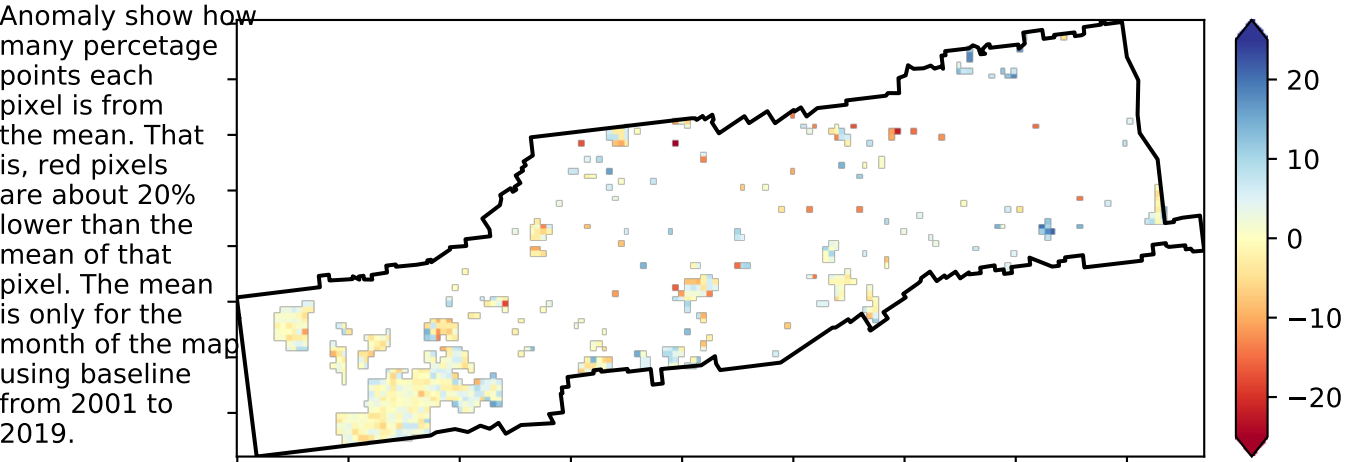 Anomaly show how
many percetage
points each
pixel is from
the mean. That
is, red pixels
are about 20%
lower than the
mean of that
pixel. The mean
is only for the
month of the map
using baseline
from 2001 to
2019.
20
10
0
−10
−20